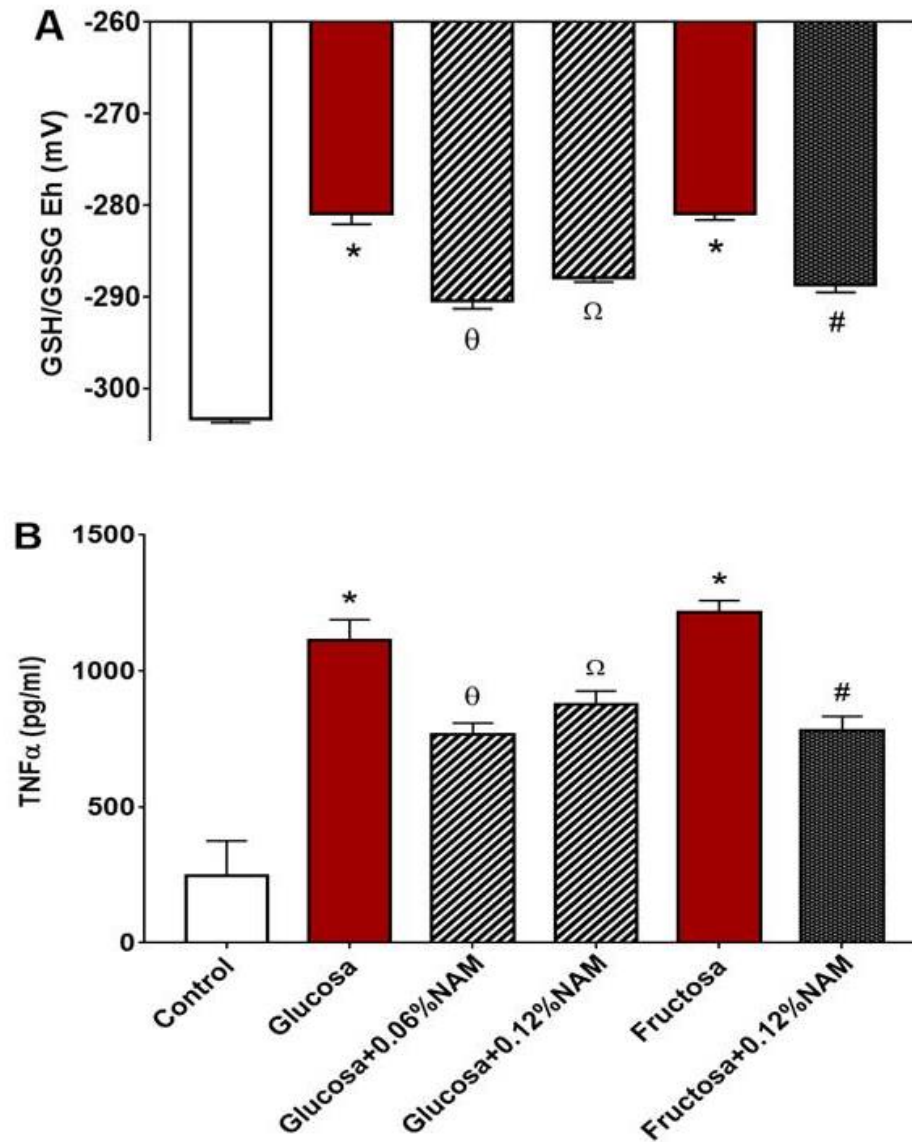 A
GSH/GSSG Eh (mV)
-260
-270
-280
-290
-300
*
θ
Ω
*
#
B
TNFα (pg/ml)
1500
1000
500
0
*
θ
Ω
*
#
Control
Glucosa
Glucosa+0.06%NAM
Glucosa+0.12%NAM
Fructosa
Fructosa+0.12%NAM